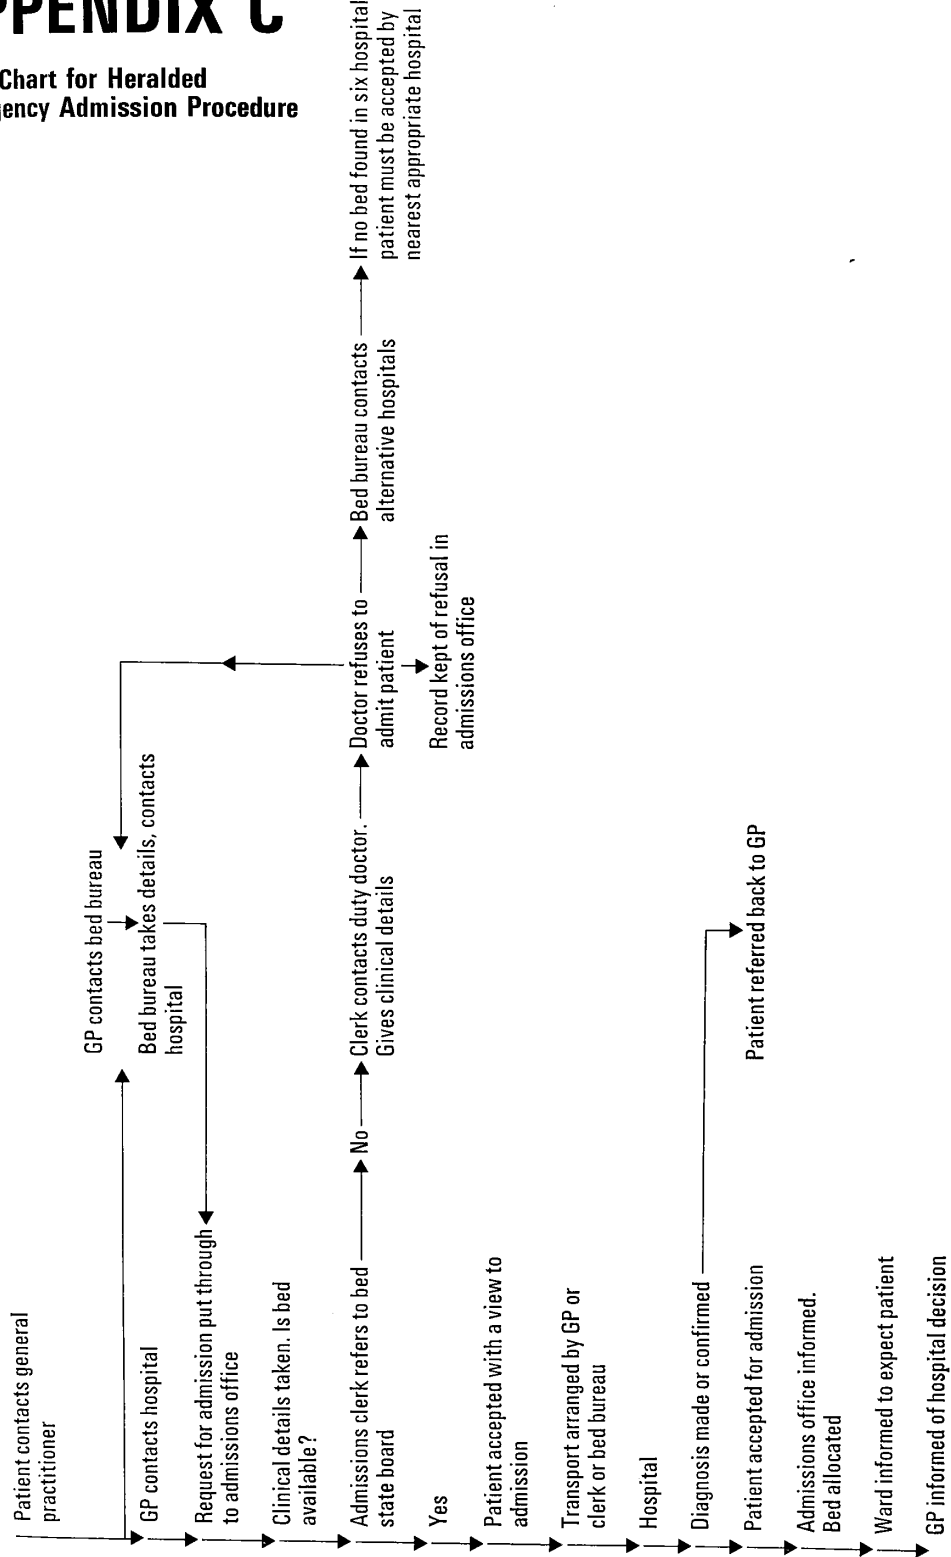 PPENDIX C
Chart for Heralded
gency Admission Procedure
Patient contacts general
practitioner
GP contacts hospital
GP contacts bed bureau
Bed bureau takes details, contacts
hospital
Request for admission put through
to admissions office
Clinical details taken. Is bed
available?
Admissions clerk refers to bed
state board
No
Clerk contacts duty doctor.
Gives clinical details
Doctor refuses to
admit patient
Record kept of refusal in
admissions office
Bed bureau contacts
alternative hospitals
If no bed found in six hospital
patient must be accepted by
nearest appropriate hospital
Yes
Patient accepted with a view to
admission
Transport arranged by GP or
clerk or bed bureau
Hospital
Diagnosis made or confirmed
Patient referred back to GP
Patient accepted for admission
Admissions office informed.
Bed allocated
Ward informed to expect patient
GP informed of hospital decision